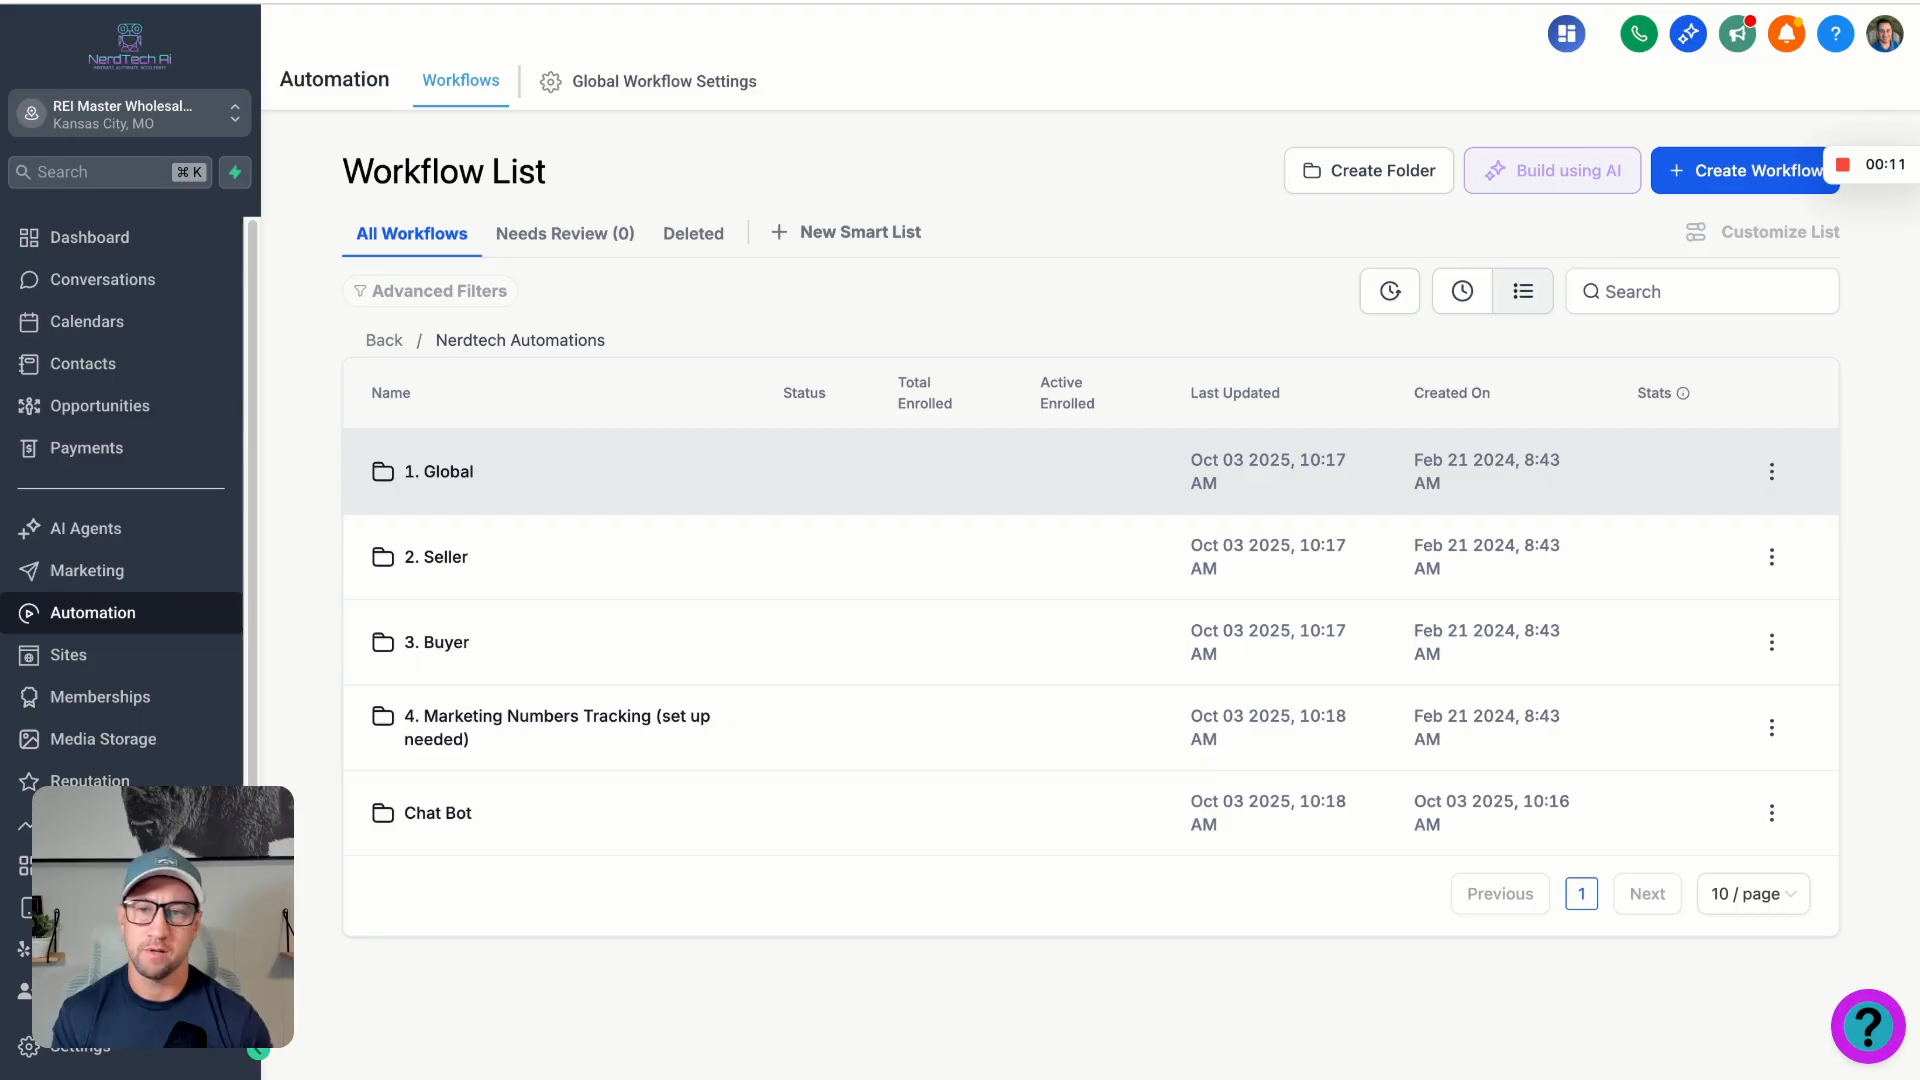 NerdTech Ai
INNOVATE. AUTOMATE. ACCELERATE.
REI Master Wholesal...
Kansas City, MO
Search
⌘ K
Dashboard
Conversations
Calendars
Contacts
Opportunities
Payments
AI Agents
Marketing
Automation
Sites
Memberships
Media Storage
Reputation
Settings
Automation
Workflows
Global Workflow Settings
Workflow List
Create Folder
Build using AI
+ Create Workflow
00:11
All Workflows
Needs Review (0)
Deleted
+ New Smart List
Customize List
Advanced Filters
Search
Back / Nerdtech Automations
Name
Status
Total
Enrolled
Active
Enrolled
Last Updated
Created On
Stats
1. Global
Oct 03 2025, 10:17
AM
Feb 21 2024, 8:43
AM
2. Seller
Oct 03 2025, 10:17
AM
Feb 21 2024, 8:43
AM
3. Buyer
Oct 03 2025, 10:17
AM
Feb 21 2024, 8:43
AM
4. Marketing Numbers Tracking (set up
needed)
Oct 03 2025, 10:18
AM
Feb 21 2024, 8:43
AM
Chat Bot
Oct 03 2025, 10:18
AM
Oct 03 2025, 10:16
AM
Previous
1
Next
10 / page
?